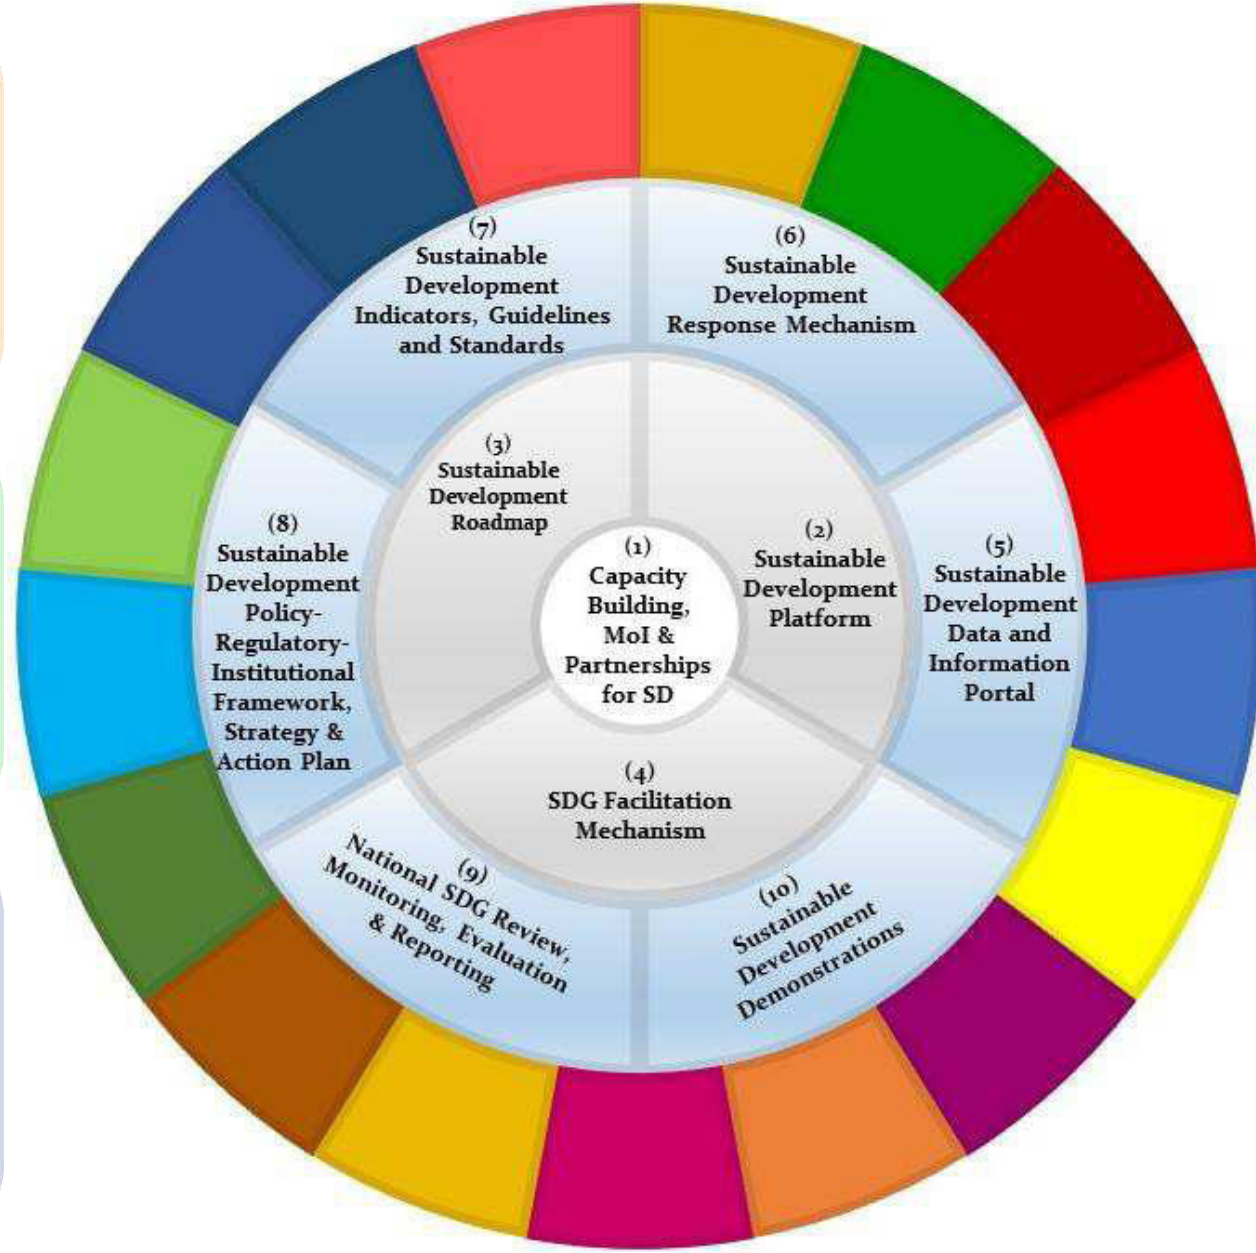 (7)
Sustainable
Development
Indicators, Guidelines
and Standards
(6)
Sustainable
Development
Response Mechanism
(3)
Sustainable
Development
Roadmap
(8)
Sustainable
Development
Policy-
Regulatory-
Institutional
Framework,
Strategy &
Action Plan
(1)
Capacity
Building,
MoI &
Partnerships
for SD
(2)
Sustainable
Development
Platform
(5)
Sustainable
Development
Data and
Information
Portal
(4)
SDG Facilitation
Mechanism
(9)
National SDG Review,
Monitoring, Evaluation
& Reporting
(10)
Sustainable
Development
Demonstrations